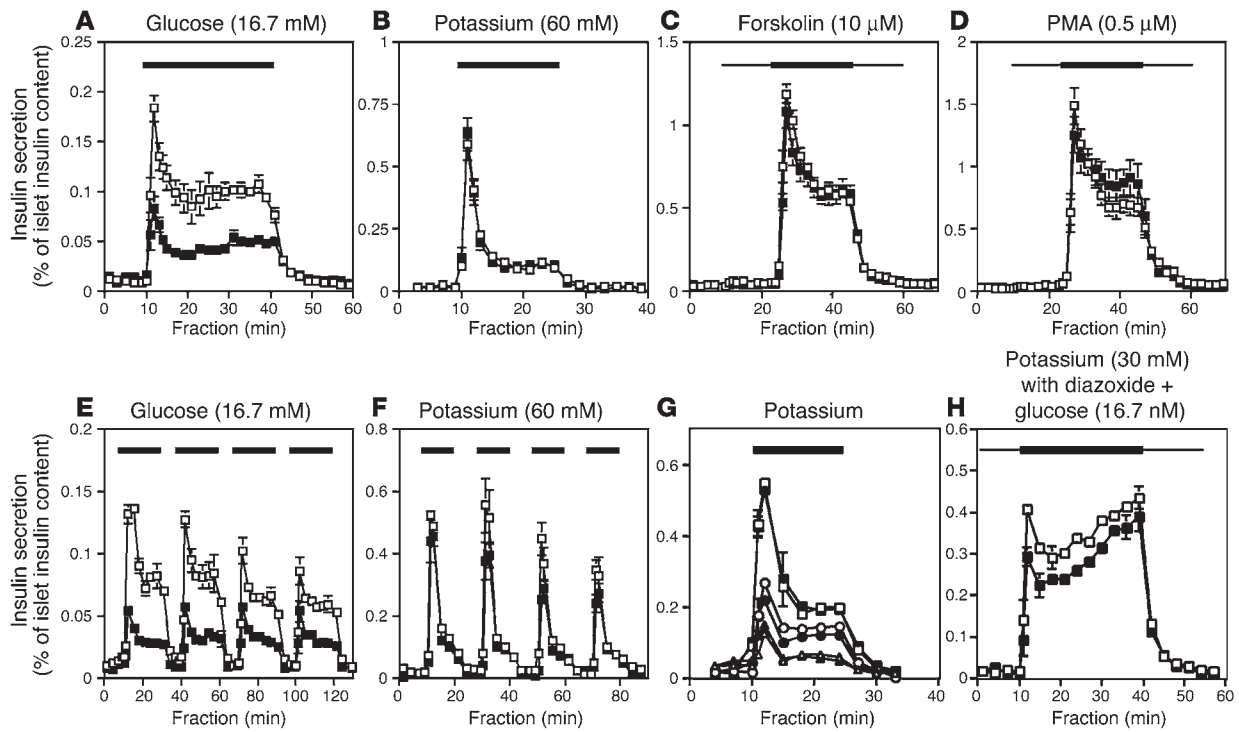 A Glucose (16.7 mM)
B Potassium (60 mM)
C Forskolin (10 µM)
D PMA (0.5 µM)
Insulin secretion
(% of islet insulin content)
0.25
0.2
0.15
0.1
0.05
0
0 10 20 30 40 50 60
Fraction (min)
1
0.75
0.5
0.25
0
0 10 20 30 40
Fraction (min)
1.5
1
0.5
0
0 20 40 60
Fraction (min)
2
1.5
1
0.5
0
0 20 40 60
Fraction (min)
E Glucose (16.7 mM)
F Potassium (60 mM)
G Potassium
H Potassium (30 mM)
with diazoxide +
glucose (16.7 nM)
Insulin secretion
(% of islet insulin content)
0.2
0.15
0.1
0.05
0
0 20 40 60 80 100 120
Fraction (min)
0.8
0.6
0.4
0.2
0
0 20 40 60 80
Fraction (min)
0.6
0.4
0.2
0
0 10 20 30 40
Fraction (min)
0.6
0.5
0.4
0.3
0.2
0.1
0
0 10 20 30 40 50 60
Fraction (min)